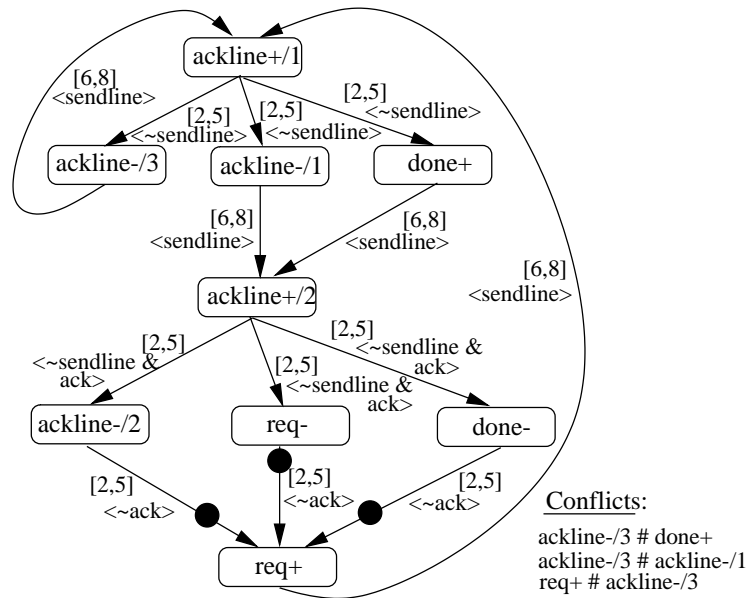 ackline+/1
[6,8]
<sendline>
[2,5]
<~sendline>
[2,5]
<~sendline>
[2,5]
<~sendline>
ackline-/3
ackline-/1
done+
[6,8]
<sendline>
[6,8]
<sendline>
[6,8]
<sendline>
ackline+/2
[2,5]
<~sendline &
ack>
[2,5]
<~sendline &
ack>
[2,5]
<~sendline &
ack>
ackline-/2
req-
done-
[2,5]
<~ack>
[2,5]
<~ack>
[2,5]
<~ack>
req+
Conflicts:
ackline-/3 # done+
ackline-/3 # ackline-/1
req+ # ackline-/3